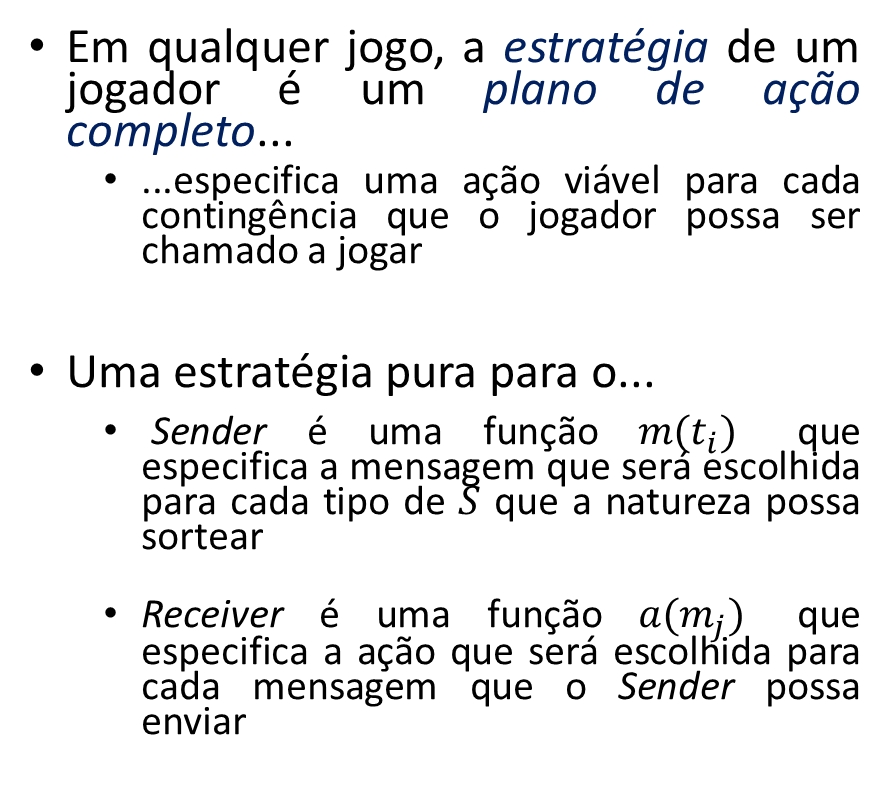 • Em qualquer jogo, a estratégia de um
jogador é um plano de ação
completo...
• ...especifica uma ação viável para cada
contingência que o jogador possa ser
chamado a jogar
• Uma estratégia pura para o...
• Sender é uma função m(tᵢ) que
especifica a mensagem que será escolhida
para cada tipo de S que a natureza possa
sortear
• Receiver é uma função a(mⱼ) que
especifica a ação que será escolhida para
cada mensagem que o Sender possa
enviar